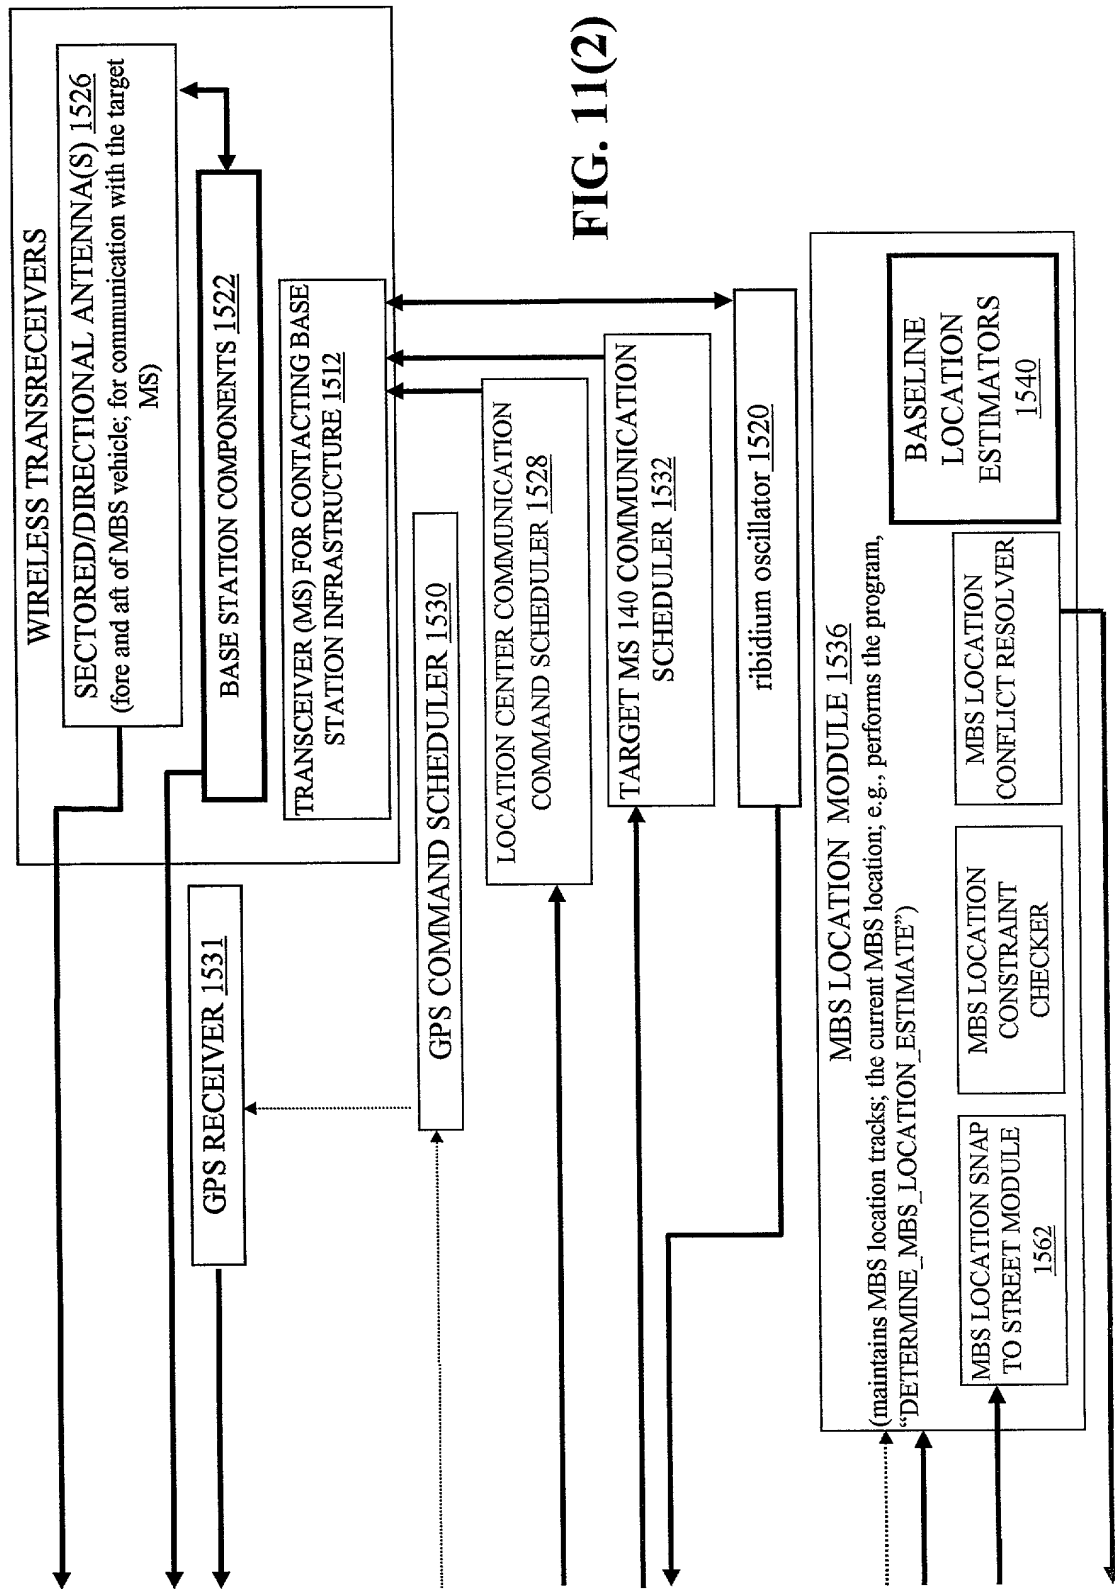 WIRELESS TRANSRECEIVERS
SECTORED/DIRECTIONAL ANTENNA(S) 1526
(fore and aft of MBS vehicle; for communication with the target
MS)
BASE STATION COMPONENTS 1522
TRANSCEIVER (MS) FOR CONTACTING BASE
STATION INFRASTRUCTURE 1512
GPS RECEIVER 1531
GPS COMMAND SCHEDULER 1530
LOCATION CENTER COMMUNICATION
COMMAND SCHEDULER 1528
TARGET MS 140 COMMUNICATION
SCHEDULER 1532
ribidium oscillator 1520
FIG. 11(2)
MBS LOCATION MODULE 1536
(maintains MBS location tracks; the current MBS location; e.g., performs the program,
“DETERMINE_MBS_LOCATION_ESTIMATE”)
MBS LOCATION SNAP
TO STREET MODULE
1562
MBS LOCATION
CONSTRAINT
CHECKER
MBS LOCATION
CONFLICT RESOLVER
BASELINE
LOCATION
ESTIMATORS
1540